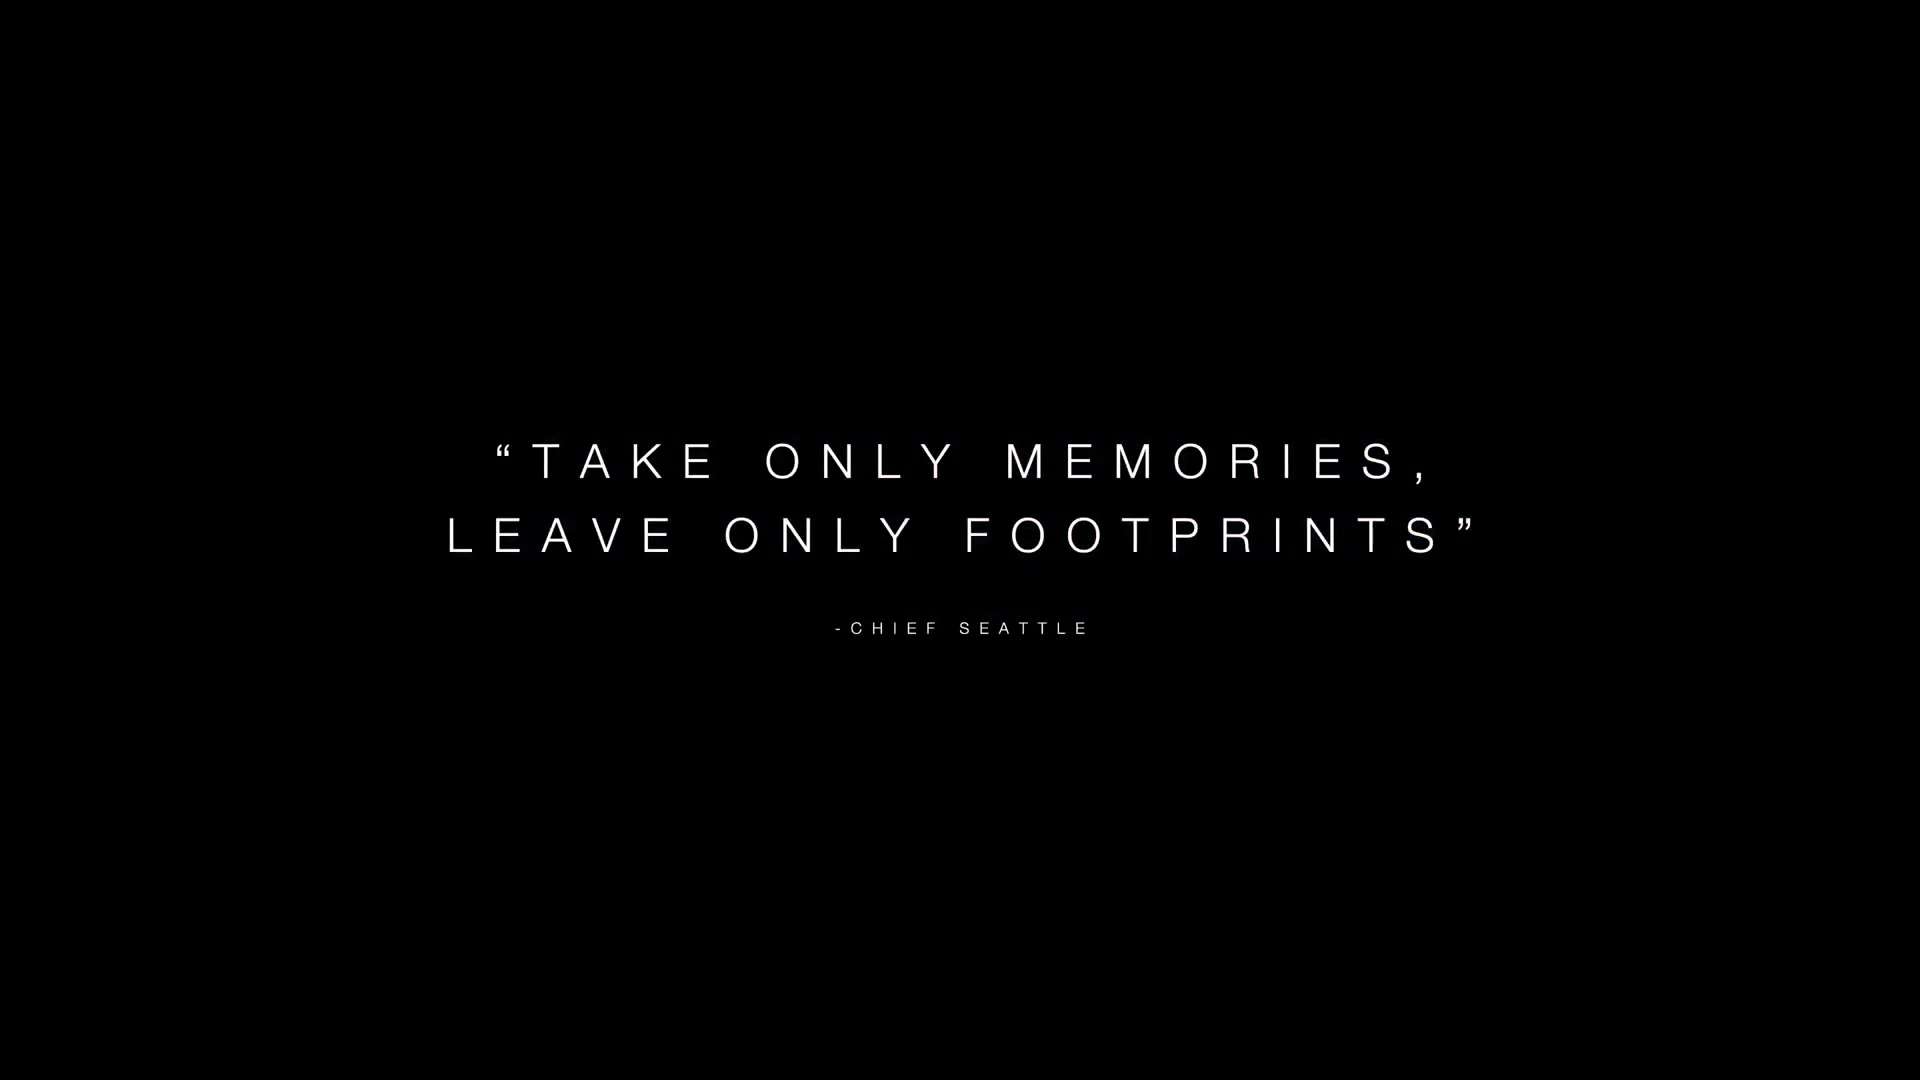 “TAKE ONLY MEMORIES,
LEAVE ONLY FOOTPRINTS”
-CHIEF SEATTLE